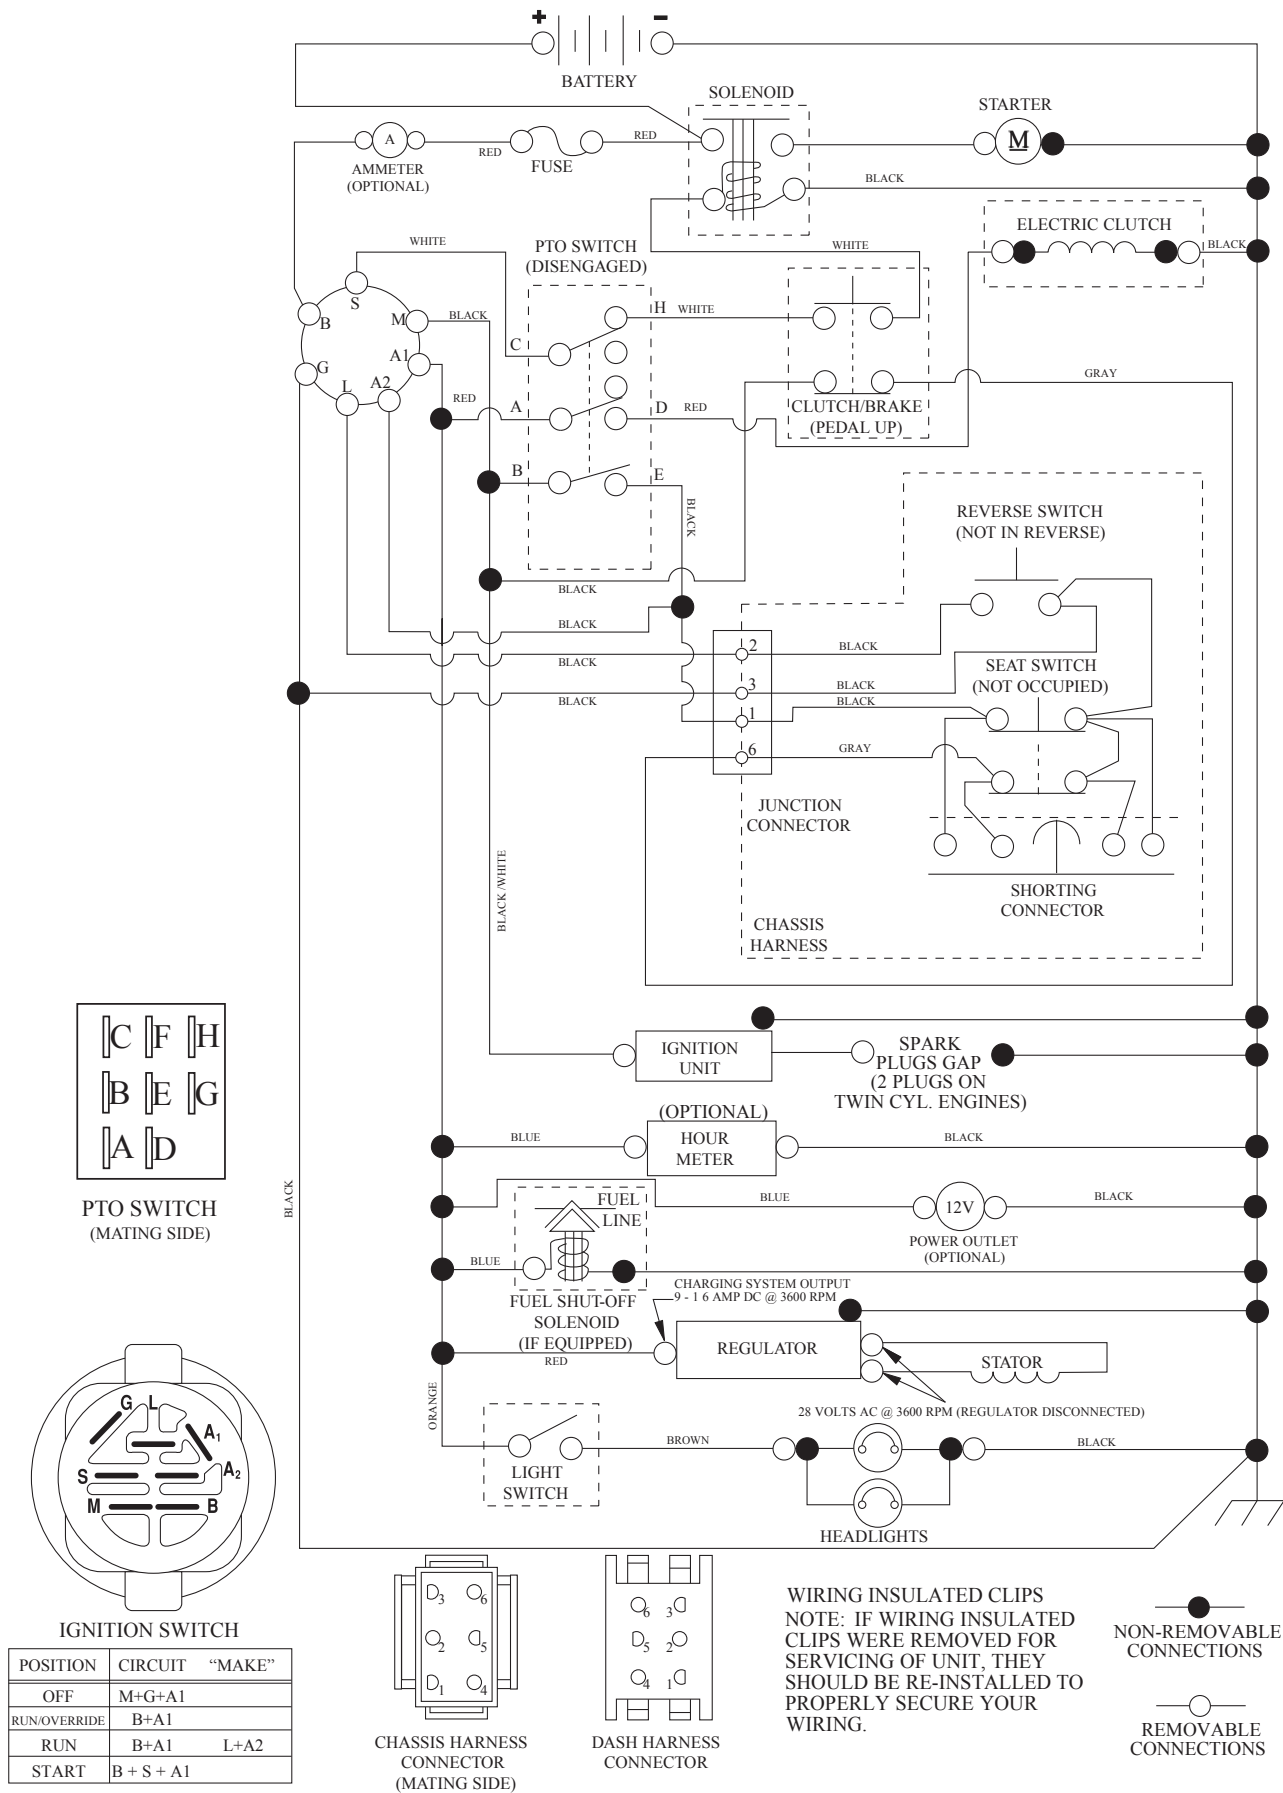 + −
BATTERY
SOLENOID
STARTER
A
RED
FUSE
RED
M
AMMETER
(OPTIONAL)
BLACK
ELECTRIC CLUTCH
WHITE
PTO SWITCH
(DISENGAGED)
WHITE
BLACK
S
B
M
BLACK
H
WHITE
C
G
A1
L
A2
RED
A
D
RED
CLUTCH/BRAKE
(PEDAL UP)
GRAY
B
E
BLACK
REVERSE SWITCH
(NOT IN REVERSE)
BLACK
BLACK
BLACK
2
BLACK
SEAT SWITCH
(NOT OCCUPIED)
BLACK
3
BLACK
1
BLACK
6
GRAY
JUNCTION
CONNECTOR
BLACK /WHITE
SHORTING
CONNECTOR
CHASSIS
HARNESS
C F H
B E G
A D
PTO SWITCH
(MATING SIDE)
IGNITION
UNIT
SPARK
PLUGS GAP
(2 PLUGS ON
TWIN CYL. ENGINES)
(OPTIONAL)
HOUR
METER
BLUE
BLACK
BLACK
FUEL
LINE
BLUE
12V
BLACK
POWER OUTLET
(OPTIONAL)
BLUE
FUEL SHUT-OFF
SOLENOID
(IF EQUIPPED)
CHARGING SYSTEM OUTPUT
9 - 1 6 AMP DC @ 3600 RPM
RED
REGULATOR
STATOR
28 VOLTS AC @ 3600 RPM (REGULATOR DISCONNECTED)
ORANGE
LIGHT
SWITCH
BROWN
BLACK
HEADLIGHTS
G L
A1
S
A2
M B
IGNITION SWITCH
POSITION CIRCUIT “MAKE”
OFF M+G+A1
RUN/OVERRIDE B+A1
RUN B+A1 L+A2
START B + S + A1
3 6
2 5
1 4
CHASSIS HARNESS
CONNECTOR
(MATING SIDE)
6 3
5 2
4 1
DASH HARNESS
CONNECTOR
WIRING INSULATED CLIPS
NOTE: IF WIRING INSULATED
CLIPS WERE REMOVED FOR
SERVICING OF UNIT, THEY
SHOULD BE RE-INSTALLED TO
PROPERLY SECURE YOUR
WIRING.
NON-REMOVABLE
CONNECTIONS
REMOVABLE
CONNECTIONS